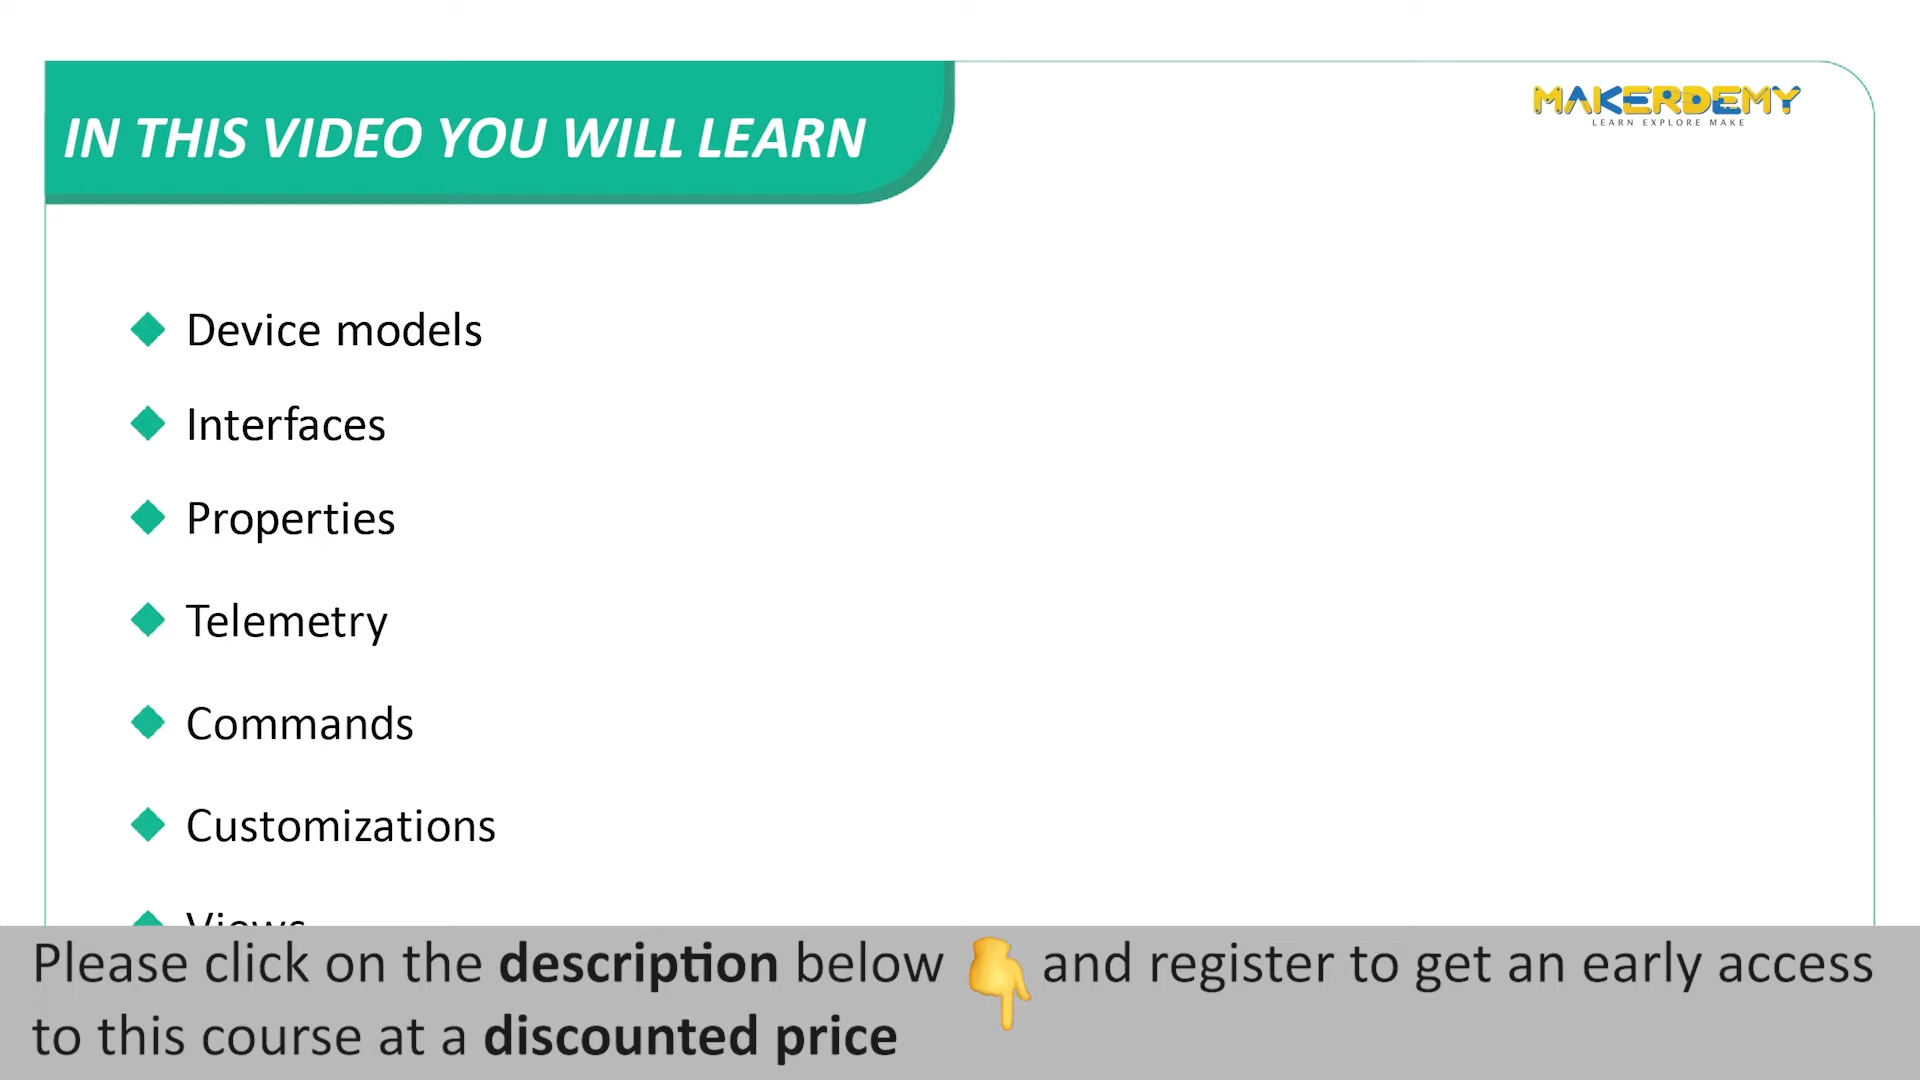 IN THIS VIDEO YOU WILL LEARN
MAKERDEMY
LEARN EXPLORE MAKE
Device models
Interfaces
Properties
Telemetry
Commands
Customizations
Views
Please click on the description below 👇 and register to get an early access
to this course at a discounted price